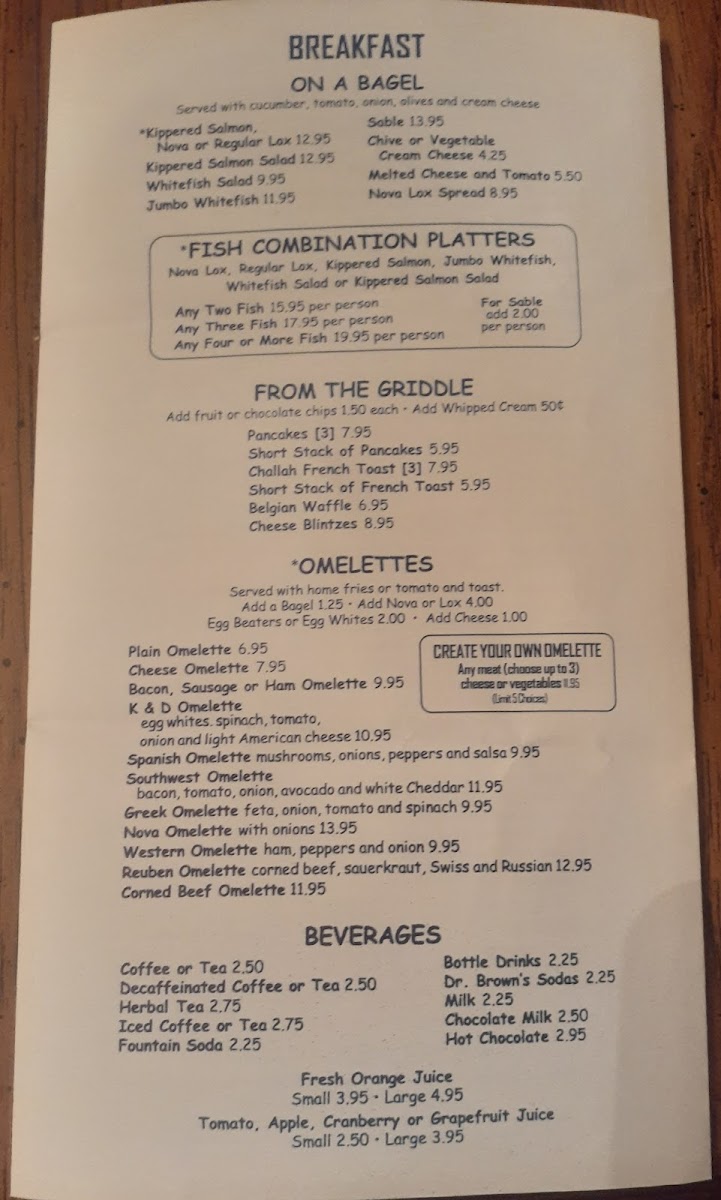 BREAKFAST
ON A BAGEL
Served with cucumber, tomato, onion, olives and cream cheese
*Kippered Salmon,
Nova or Regular Lox 12.95
Kippered Salmon Salad 12.95
Whitefish Salad 9.95
Jumbo Whitefish 11.95
Sable 13.95
Chive or Vegetable
Cream Cheese 4.25
Melted Cheese and Tomato 5.50
Nova Lox Spread 8.95
*FISH COMBINATION PLATTERS
Nova Lox, Regular Lox, Kippered Salmon, Jumbo Whitefish,
Whitefish Salad or Kippered Salmon Salad
Any Two Fish 15.95 per person
Any Three Fish 17.95 per person
Any Four or More Fish 19.95 per person
For Sable
add 2.00
per person
FROM THE GRIDDLE
Add fruit or chocolate chips 1.50 each • Add Whipped Cream 50¢
Pancakes [3] 7.95
Short Stack of Pancakes 5.95
Challah French Toast [3] 7.95
Short Stack of French Toast 5.95
Belgian Waffle 6.95
Cheese Blintzes 8.95
*OMELETTES
Served with home fries or tomato and toast.
Add a Bagel 1.25 • Add Nova or Lox 4.00
Egg Beaters or Egg Whites 2.00 • Add Cheese 1.00
Plain Omelette 6.95
Cheese Omelette 7.95
Bacon, Sausage or Ham Omelette 9.95
K & D Omelette
egg whites. spinach, tomato,
onion and light American cheese 10.95
Spanish Omelette mushrooms, onions, peppers and salsa 9.95
Southwest Omelette
bacon, tomato, onion, avocado and white Cheddar 11.95
Greek Omelette feta, onion, tomato and spinach 9.95
Nova Omelette with onions 13.95
Western Omelette ham, peppers and onion 9.95
Reuben Omelette corned beef, sauerkraut, Swiss and Russian 12.95
Corned Beef Omelette 11.95
CREATE YOUR OWN OMELETTE
Any meat (choose up to 3)
cheese or vegetables 11.95
(Limit 5 Choices)
BEVERAGES
Coffee or Tea 2.50
Decaffeinated Coffee or Tea 2.50
Herbal Tea 2.75
Iced Coffee or Tea 2.75
Fountain Soda 2.25
Bottle Drinks 2.25
Dr. Brown's Sodas 2.25
Milk 2.25
Chocolate Milk 2.50
Hot Chocolate 2.95
Fresh Orange Juice
Small 3.95 • Large 4.95
Tomato, Apple, Cranberry or Grapefruit Juice
Small 2.50 • Large 3.95